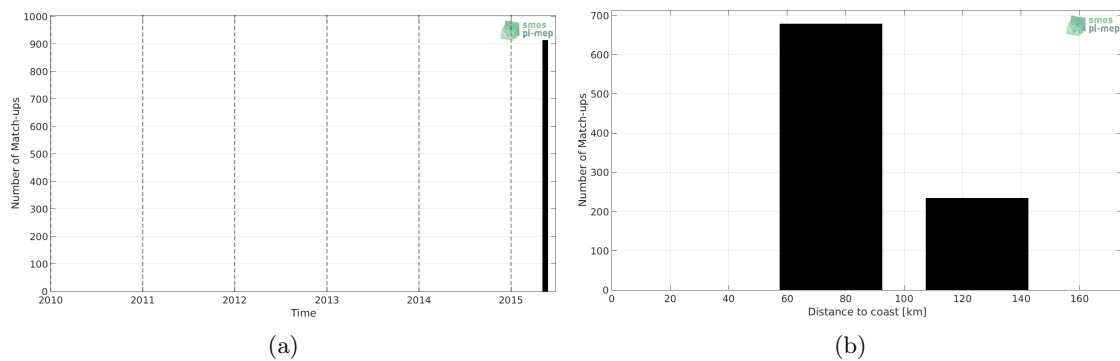 1000
900
800
700
600
500
400
300
200
100
0
Number of Match-ups
2010 2011 2012 2013 2014 2015
Time
smos
pi-mep
(a)
700
600
500
400
300
200
100
0
Number of Match-ups
0 20 40 60 80 100 120 140 160
Distance to coast [km]
smos
pi-mep
(b)